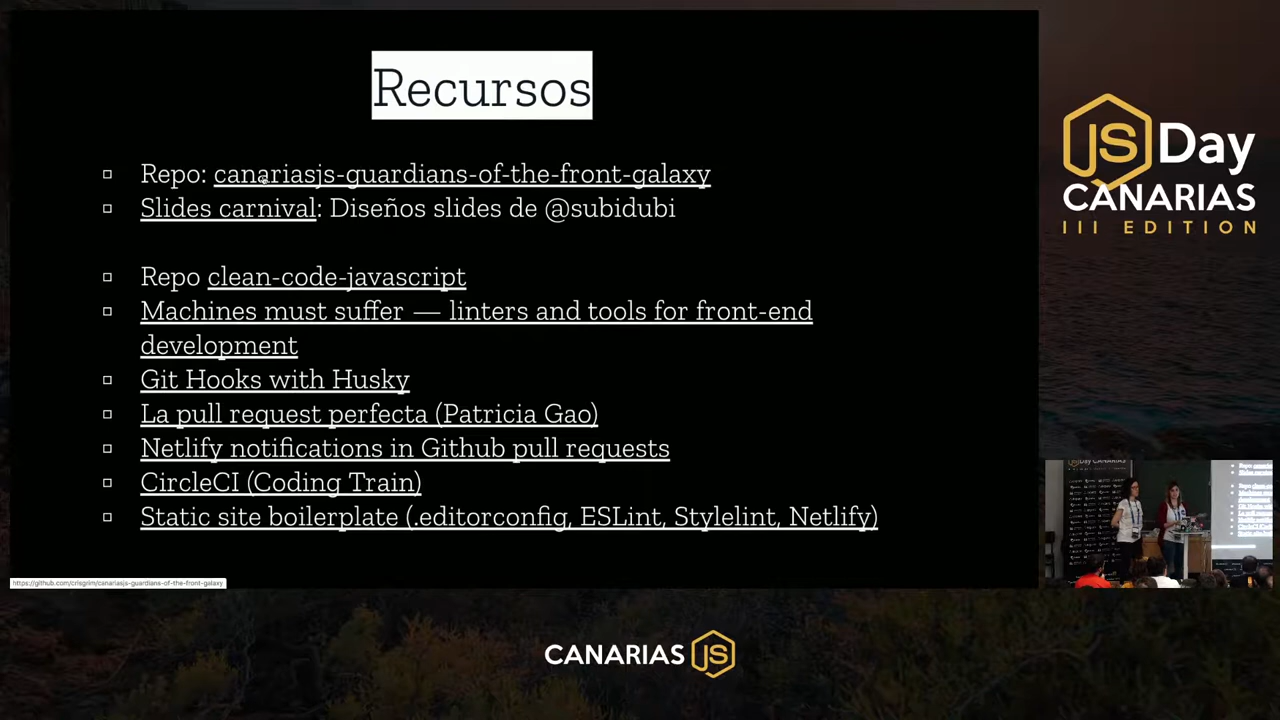 Recursos
Repo: canariasjs-guardians-of-the-front-galaxy
Slides carnival: Diseños slides de @subidubi
Repo clean-code-javascript
Machines must suffer — linters and tools for front-end
development
Git Hooks with Husky
La pull request perfecta (Patricia Gao)
Netlify notifications in Github pull requests
CircleCI (Coding Train)
Static site boilerplate (.editorconfig, ESLint, Stylelint, Netlify)
https://github.com/crisgrim/canariasjs-guardians-of-the-front-galaxy
JS Day
CANARIAS
III EDITION
CANARIAS JS